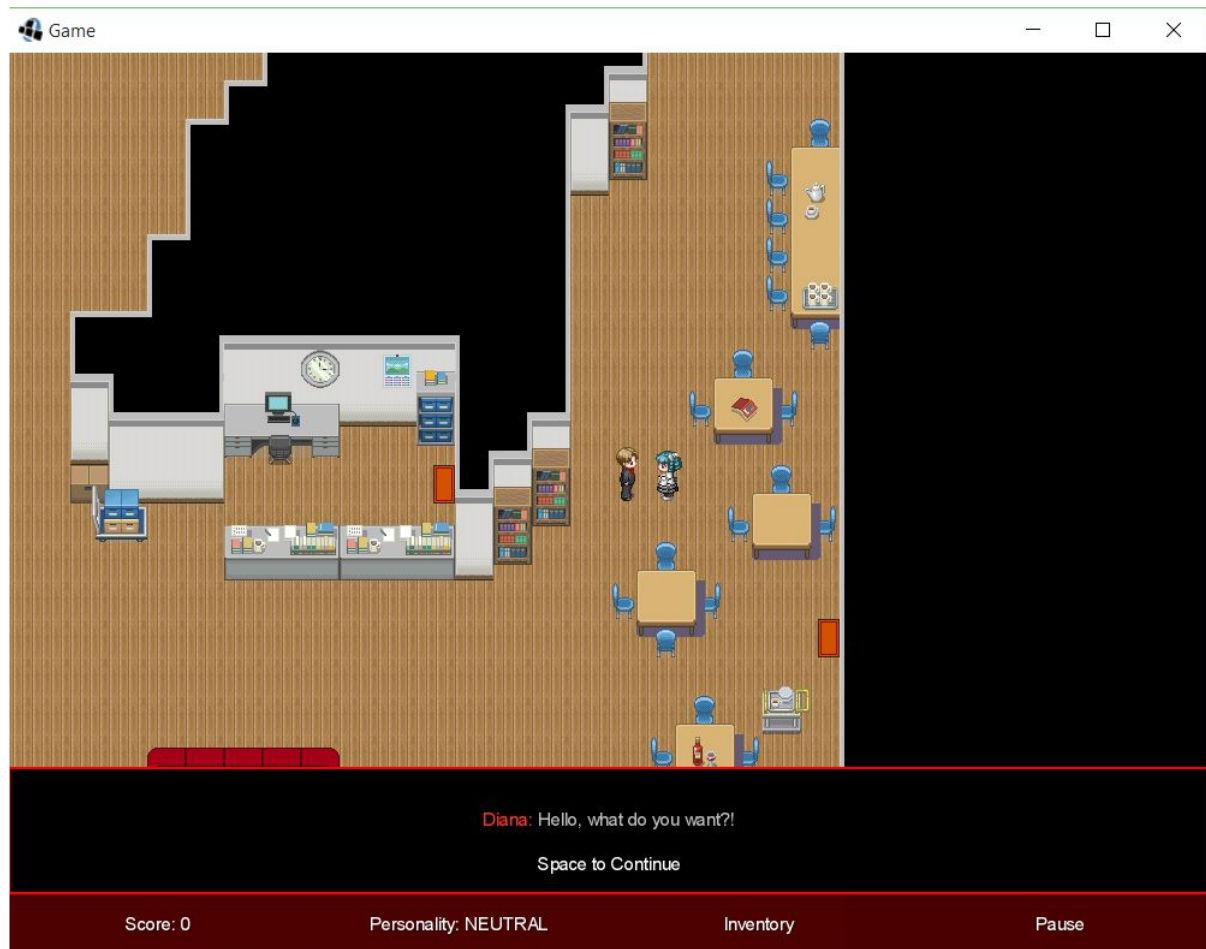 Game
Diana: Hello, what do you want?!
Space to Continue
Score: 0 Personality: NEUTRAL Inventory Pause